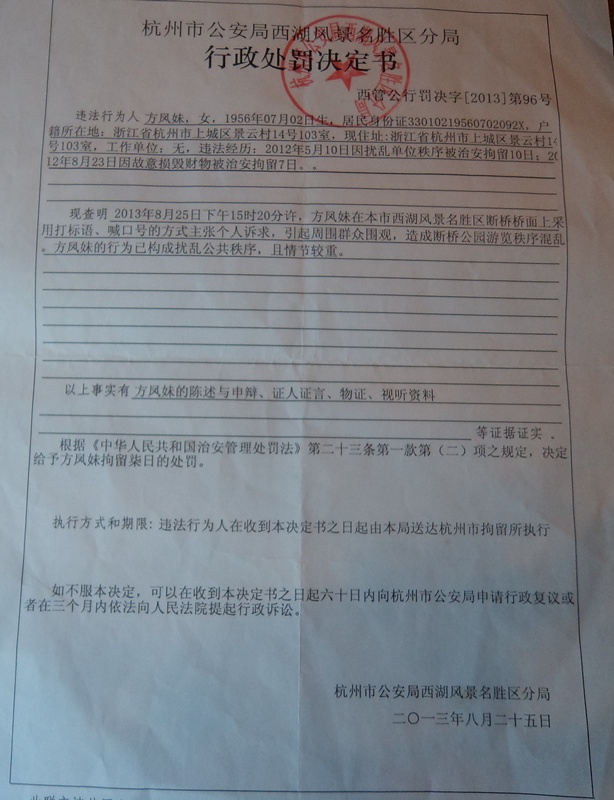 杭州市公安局西湖风景名胜区分局
行政处罚决定书
西管公行罚决字[2013]第96号
违法行为人 方凤妹，女，1956年07月02日生，居民身份证33010219560702092X，户
籍所在地：浙江省杭州市上城区景云村14号103室，现住址:浙江省杭州市上城区景云村14
号103室，工作单位：无，违法经历：2012年5月10日因扰乱单位秩序被治安拘留10日；20
12年8月23日因故意损毁财物被治安拘留7日。。
现查明 2013年8月25日下午15时20分许，方凤妹在本市西湖风景名胜区断桥桥面上采
用打标语、喊口号的方式主张个人诉求，引起周围群众围观，造成断桥公园游览秩序混乱
。方凤妹的行为已构成扰乱公共秩序，且情节较重。
以上事实有 方凤妹的陈述与申辩、证人证言、物证、视听资料
等证据证实 。
根据《中华人民共和国治安管理处罚法》第二十三条第一款第（二）项之规定，决定
给予方凤妹拘留柒日的处罚。
执行方式和期限: 违法行为人在收到本决定书之日起由本局送达杭州市拘留所执行
如不服本决定，可以在收到本决定书之日起六十日内向杭州市公安局申请行政复议或
者在三个月内依法向人民法院提起行政诉讼。
杭州市公安局西湖风景名胜区分局
二〇一三年八月二十五日